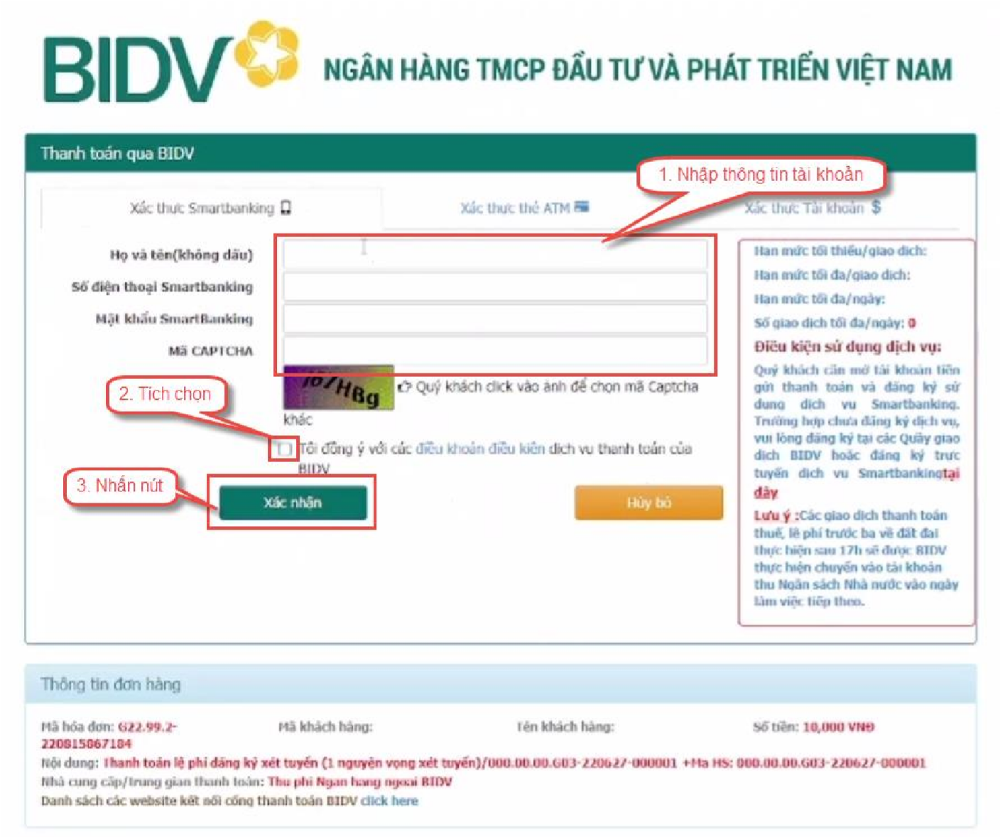 BIDV
NGÂN HÀNG TMCP ĐẦU TƯ VÀ PHÁT TRIỂN VIỆT NAM
Thanh toán qua BIDV
1. Nhập thông tin tài khoản
Xác thực Smartbanking
Xác thực thẻ ATM
Xác thực Tài khoản $
Họ và tên(không dấu)
Số điện thoại Smartbanking
Mật khẩu SmartBanking
Mã CAPTCHA
Quý khách click vào ảnh để chọn mã Captcha
khác
2. Tích chọn
Tôi đồng ý với các điều khoản điều kiện dịch vụ thanh toán của
BIDV
3. Nhấn nút
Xác nhận
Hủy bỏ
Hạn mức tối thiểu/giao dịch:
Hạn mức tối đa/giao dịch:
Hạn mức tối đa/ngày:
Số giao dịch tối đa/ngày: 0
Điều kiện sử dụng dịch vụ:
Quý khách cần mở tài khoản tiền
gửi thanh toán và đăng ký sử
dụng dịch vụ Smartbanking.
Trường hợp chưa đăng ký dịch vụ,
vui lòng đăng ký tại các Quầy giao
dịch BIDV hoặc đăng ký trực
tuyến dịch vụ Smartbankingtại
đây
Lưu ý :Các giao dịch thanh toán
thuế, lệ phí trước bạ về đất đai
thực hiện sau 17h sẽ được BIDV
thực hiện chuyển vào tài khoản
thu Ngân sách Nhà nước vào ngày
làm việc tiếp theo.
Thông tin đơn hàng
Mã hóa đơn: G22.99.2-
220815867184
Mã khách hàng:
Tên khách hàng:
Số tiền: 10,000 VNĐ
Nội dung: Thanh toán lệ phí đăng ký xét tuyển (1 nguyện vọng xét tuyển)/000.00.00.G03-220627-000001 +Ma HS: 000.00.00.G03-220627-000001
Nhà cung cấp/trung gian thanh toán: Thu phi Ngan hang ngoai BIDV
Danh sách các website kết nối cổng thanh toán BIDV click here